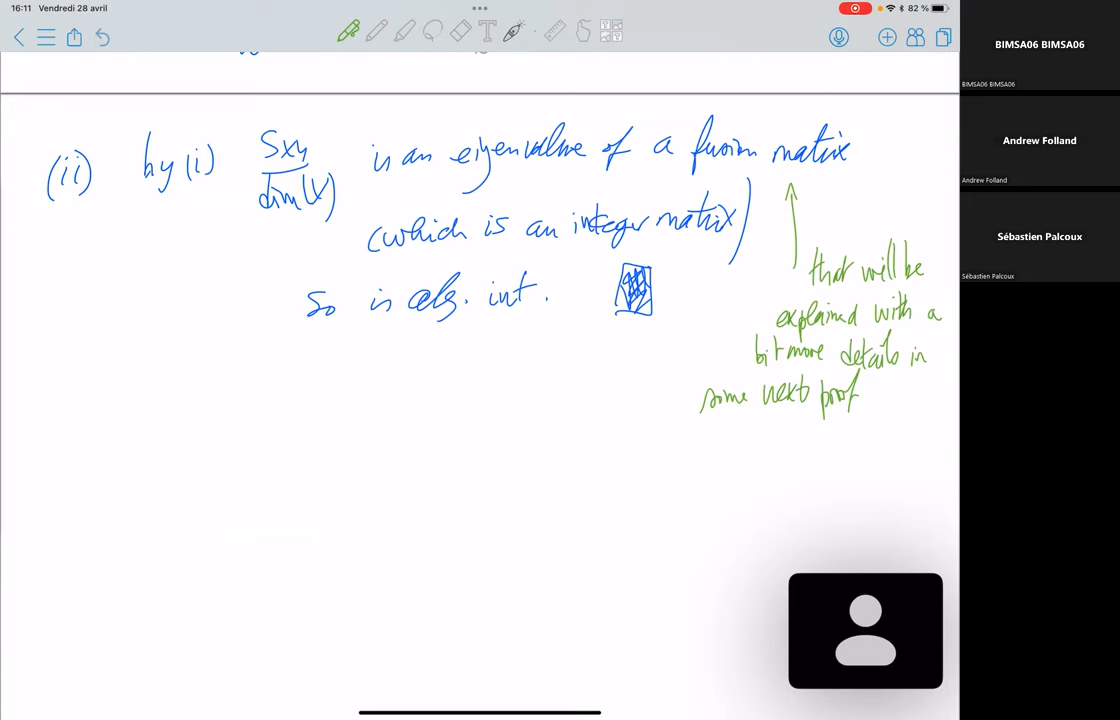 16:11 Vendredi 28 avril
82 %
BIMSA06 BIMSA06
BIMSA06 BIMSA06
Andrew Folland
Andrew Folland
Sébastien Palcoux
Sébastien Palcoux
(ii) by (i) Sxy / dim(X) is an eigenvalue of a fusion matrix
(which is an integer matrix)
so is alg. int.
that will be
explained with a
bit more details in
some next proof